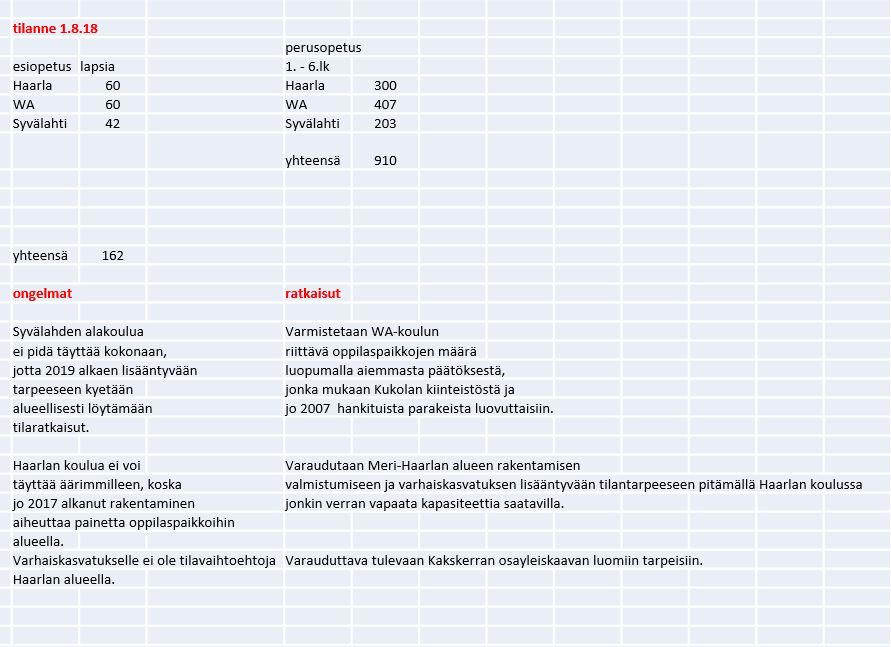 tilanne 1.8.18
perusopetus
esiopetus lapsia 1. - 6.lk
Haarla 60 Haarla 300
WA 60 WA 407
Syvälahti 42 Syvälahti 203
yhteensä 910
yhteensä 162
ongelmat ratkaisut
Syvälahden alakoulua Varmistetaan WA-koulun
ei pidä täyttää kokonaan, riittävä oppilaspaikkojen määrä
jotta 2019 alkaen lisääntyvään luopumalla aiemmasta päätöksestä,
tarpeeseen kyetään jonka mukaan Kukolan kiinteistöstä ja
alueellisesti löytämään jo 2007 hankituista parakeista luovuttaisiin.
tilaratkaisut.
Haarlan koulua ei voi Varaudutaan Meri-Haarlan alueen rakentamisen
täyttää äärimmilleen, koska valmistumiseen ja varhaiskasvatuksen lisääntyvään tilantarpeeseen pitämällä Haarlan koulussa
jo 2017 alkanut rakentaminen jonkin verran vapaata kapasiteettia saatavilla.
aiheuttaa painetta oppilaspaikkoihin
alueella.
Varhaiskasvatukselle ei ole tilavaihtoehtoja Varauduttava tulevaan Kakskerran osayleiskaavan luomiin tarpeisiin.
Haarlan alueella.